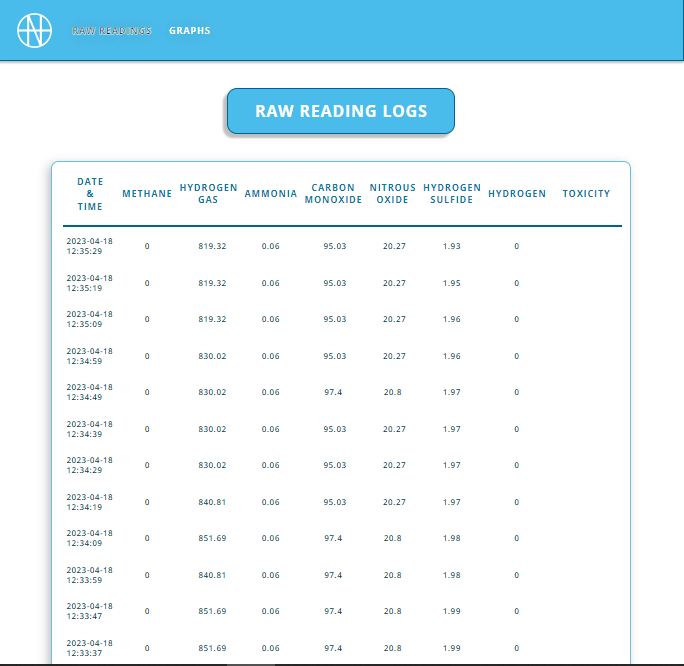 RAW READINGS GRAPHS
RAW READING LOGS
DATE & TIME METHANE HYDROGEN GAS AMMONIA CARBON MONOXIDE NITROUS OXIDE HYDROGEN SULFIDE HYDROGEN TOXICITY
2023-04-18 12:35:29 0 819.32 0.06 95.03 20.27 1.93 0
2023-04-18 12:35:19 0 819.32 0.06 95.03 20.27 1.95 0
2023-04-18 12:35:09 0 819.32 0.06 95.03 20.27 1.96 0
2023-04-18 12:34:59 0 830.02 0.06 95.03 20.27 1.96 0
2023-04-18 12:34:49 0 830.02 0.06 97.4 20.8 1.97 0
2023-04-18 12:34:39 0 830.02 0.06 95.03 20.27 1.97 0
2023-04-18 12:34:29 0 830.02 0.06 95.03 20.27 1.97 0
2023-04-18 12:34:19 0 840.81 0.06 95.03 20.27 1.97 0
2023-04-18 12:34:09 0 851.69 0.06 97.4 20.8 1.98 0
2023-04-18 12:33:59 0 840.81 0.06 97.4 20.8 1.98 0
2023-04-18 12:33:47 0 851.69 0.06 97.4 20.8 1.99 0
2023-04-18 12:33:37 0 851.69 0.06 97.4 20.8 1.99 0